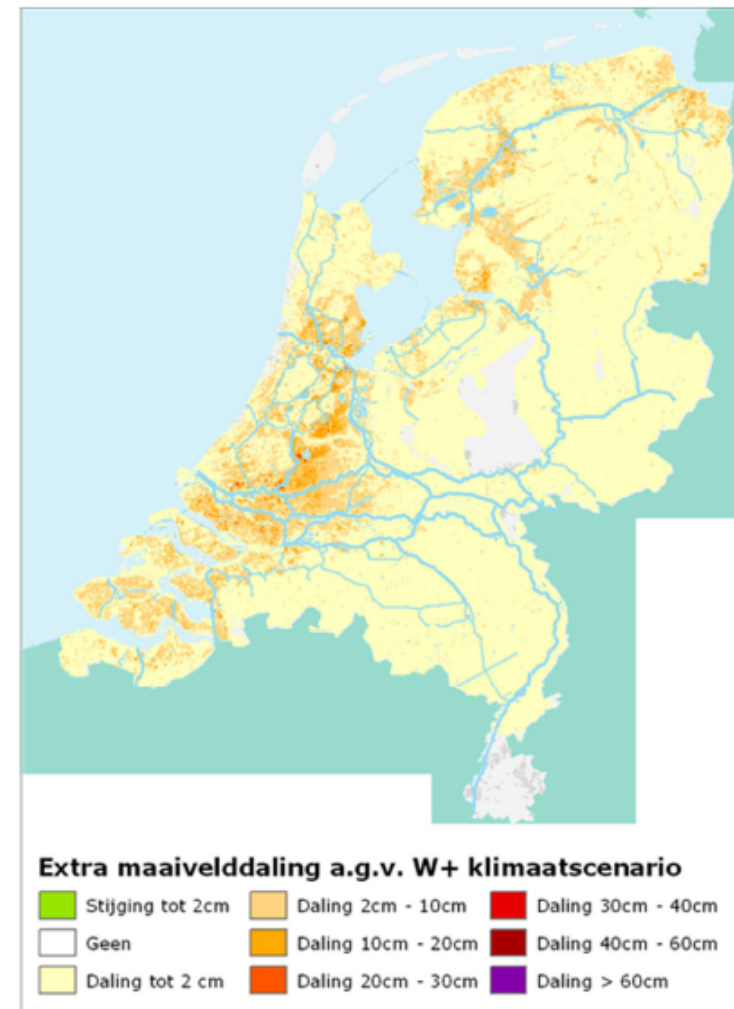 Extra maaivelddaling a.g.v. W+ klimaatscenario
Stijging tot 2cm
Daling 2cm - 10cm
Daling 30cm - 40cm
Geen
Daling 10cm - 20cm
Daling 40cm - 60cm
Daling tot 2 cm
Daling 20cm - 30cm
Daling > 60cm